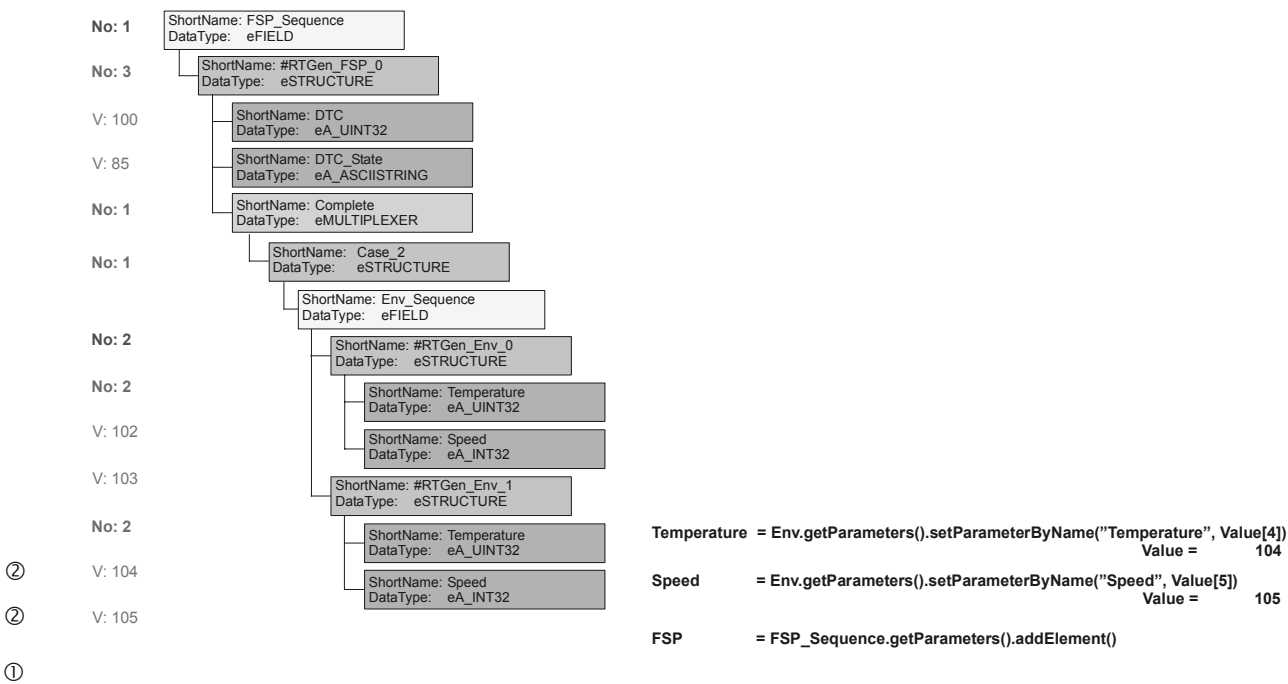 No: 1
ShortName: FSP_Sequence
DataType: eFIELD
No: 3
ShortName: #RTGen_FSP_0
DataType: eSTRUCTURE
V: 100
ShortName: DTC
DataType: eA_UINT32
V: 85
ShortName: DTC_State
DataType: eA_ASCIISTRING
No: 1
ShortName: Complete
DataType: eMULTIPLEXER
No: 1
ShortName: Case_2
DataType: eSTRUCTURE
ShortName: Env_Sequence
DataType: eFIELD
No: 2
ShortName: #RTGen_Env_0
DataType: eSTRUCTURE
No: 2
ShortName: Temperature
DataType: eA_UINT32
V: 102
ShortName: Speed
DataType: eA_INT32
V: 103
ShortName: #RTGen_Env_1
DataType: eSTRUCTURE
No: 2
ShortName: Temperature
DataType: eA_UINT32
Temperature = Env.getParameters().setParameterByName("Temperature", Value[4])
Value = 104
② V: 104
ShortName: Speed
DataType: eA_INT32
Speed = Env.getParameters().setParameterByName("Speed", Value[5])
Value = 105
② V: 105
FSP = FSP_Sequence.getParameters().addElement()
①